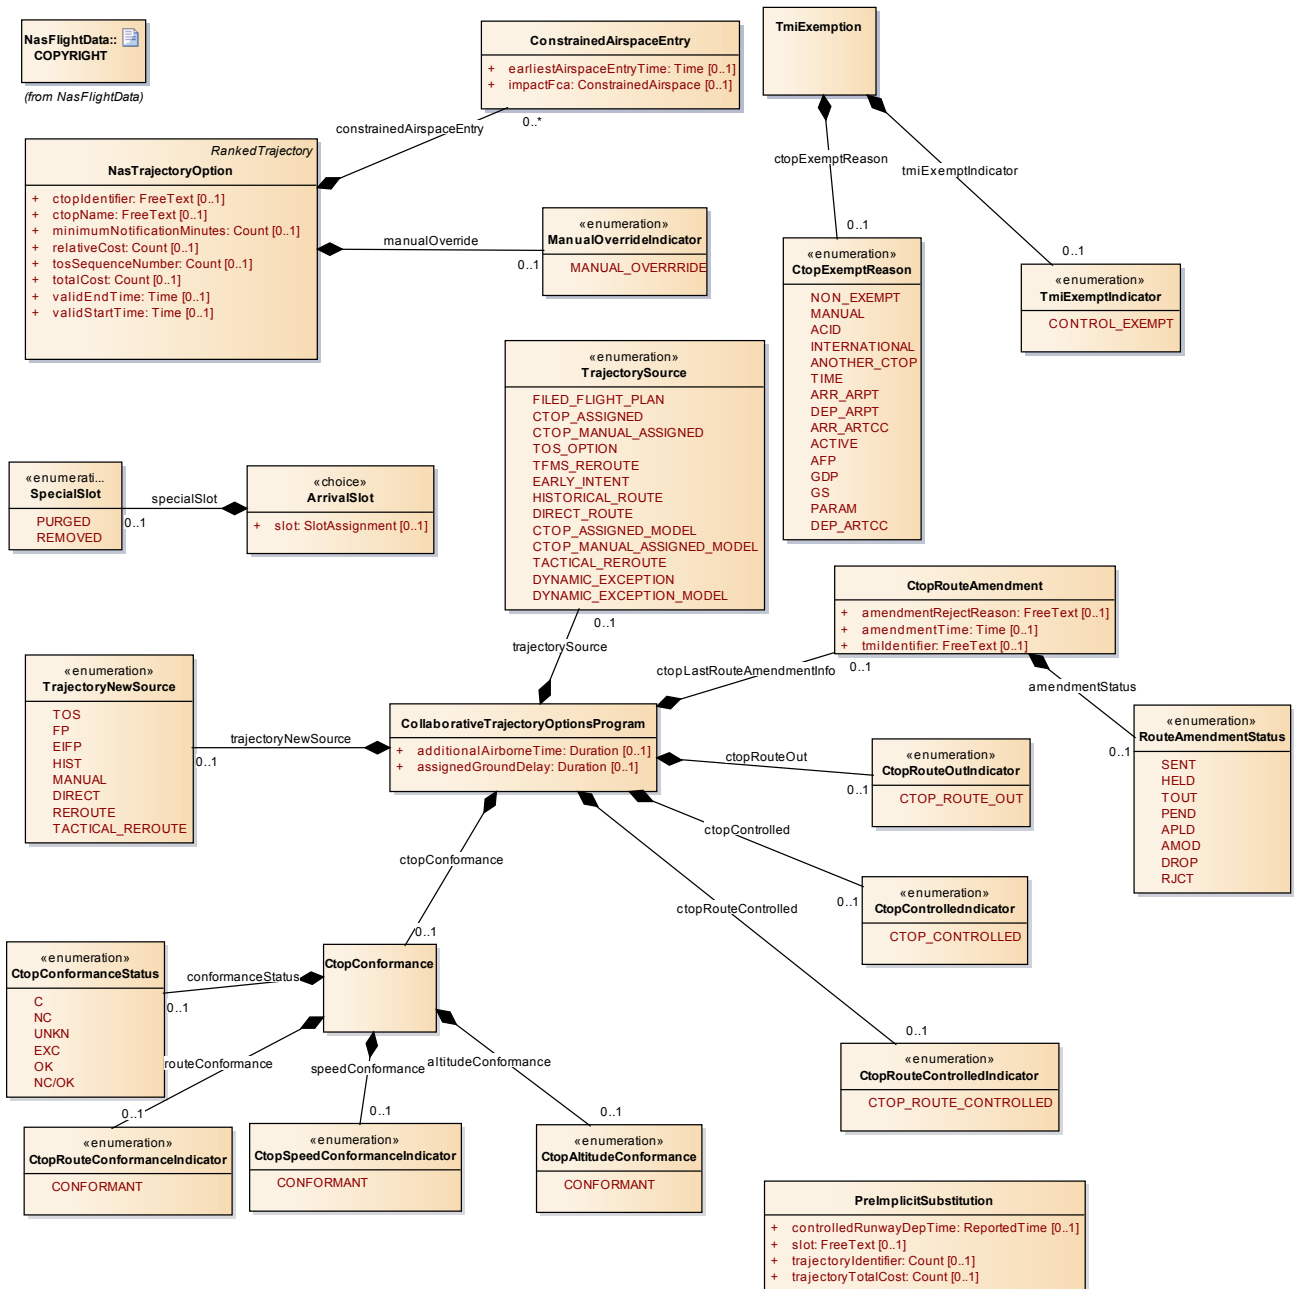 NasFlightData::
COPYRIGHT
(from NasFlightData)
ConstrainedAirspaceEntry
+ earliestAirspaceEntryTime: Time [0..1]
+ impactFca: ConstrainedAirspace [0..1]
0..*
constrainedAirspaceEntry
TmiExemption
ctopExemptReason
0..1
tmiExemptIndicator
0..1
RankedTrajectory
NasTrajectoryOption
+ ctopIdentifier: FreeText [0..1]
+ ctopName: FreeText [0..1]
+ minimumNotificationMinutes: Count [0..1]
+ relativeCost: Count [0..1]
+ tosSequenceNumber: Count [0..1]
+ totalCost: Count [0..1]
+ validEndTime: Time [0..1]
+ validStartTime: Time [0..1]
manualOverride
0..1
«enumeration»
ManualOverrideIndicator
MANUAL_OVERRRIDE
«enumeration»
CtopExemptReason
NON_EXEMPT
MANUAL
ACID
INTERNATIONAL
ANOTHER_CTOP
TIME
ARR_ARPT
DEP_ARPT
ARR_ARTCC
ACTIVE
AFP
GDP
GS
PARAM
DEP_ARTCC
«enumeration»
TmiExemptIndicator
CONTROL_EXEMPT
«enumeration»
TrajectorySource
FILED_FLIGHT_PLAN
CTOP_ASSIGNED
CTOP_MANUAL_ASSIGNED
TOS_OPTION
TFMS_REROUTE
EARLY_INTENT
HISTORICAL_ROUTE
DIRECT_ROUTE
CTOP_ASSIGNED_MODEL
CTOP_MANUAL_ASSIGNED_MODEL
TACTICAL_REROUTE
DYNAMIC_EXCEPTION
DYNAMIC_EXCEPTION_MODEL
0..1
trajectorySource
«enumerati...
SpecialSlot
PURGED
REMOVED
specialSlot
0..1
«choice»
ArrivalSlot
+ slot: SlotAssignment [0..1]
CtopRouteAmendment
+ amendmentRejectReason: FreeText [0..1]
+ amendmentTime: Time [0..1]
+ tmiIdentifier: FreeText [0..1]
0..1
ctopLastRouteAmendmentInfo
amendmentStatus
0..1
«enumeration»
RouteAmendmentStatus
SENT
HELD
TOUT
PEND
APLD
AMOD
DROP
RJCT
«enumeration»
TrajectoryNewSource
TOS
FP
EIFP
HIST
MANUAL
DIRECT
REROUTE
TACTICAL_REROUTE
trajectoryNewSource
0..1
CollaborativeTrajectoryOptionsProgram
+ additionalAirborneTime: Duration [0..1]
+ assignedGroundDelay: Duration [0..1]
ctopRouteOut
0..1
«enumeration»
CtopRouteOutIndicator
CTOP_ROUTE_OUT
ctopControlled
0..1
«enumeration»
CtopControlledndicator
CTOP_CONTROLLED
ctopRouteControlled
0..1
«enumeration»
CtopRouteControlledIndicator
CTOP_ROUTE_CONTROLLED
ctopConformance
0..1
CtopConformance
«enumeration»
CtopConformanceStatus
C
NC
UNKN
EXC
OK
NC/OK
conformanceStatus
0..1
routeConformance
0..1
speedConformance
0..1
altitudeConformance
0..1
«enumeration»
CtopRouteConformanceIndicator
CONFORMANT
«enumeration»
CtopSpeedConformanceIndicator
CONFORMANT
«enumeration»
CtopAltitudeConformance
CONFORMANT
PreImplicitSubstitution
+ controlledRunwayDepTime: ReportedTime [0..1]
+ slot: FreeText [0..1]
+ trajectoryIdentifier: Count [0..1]
+ trajectoryTotalCost: Count [0..1]